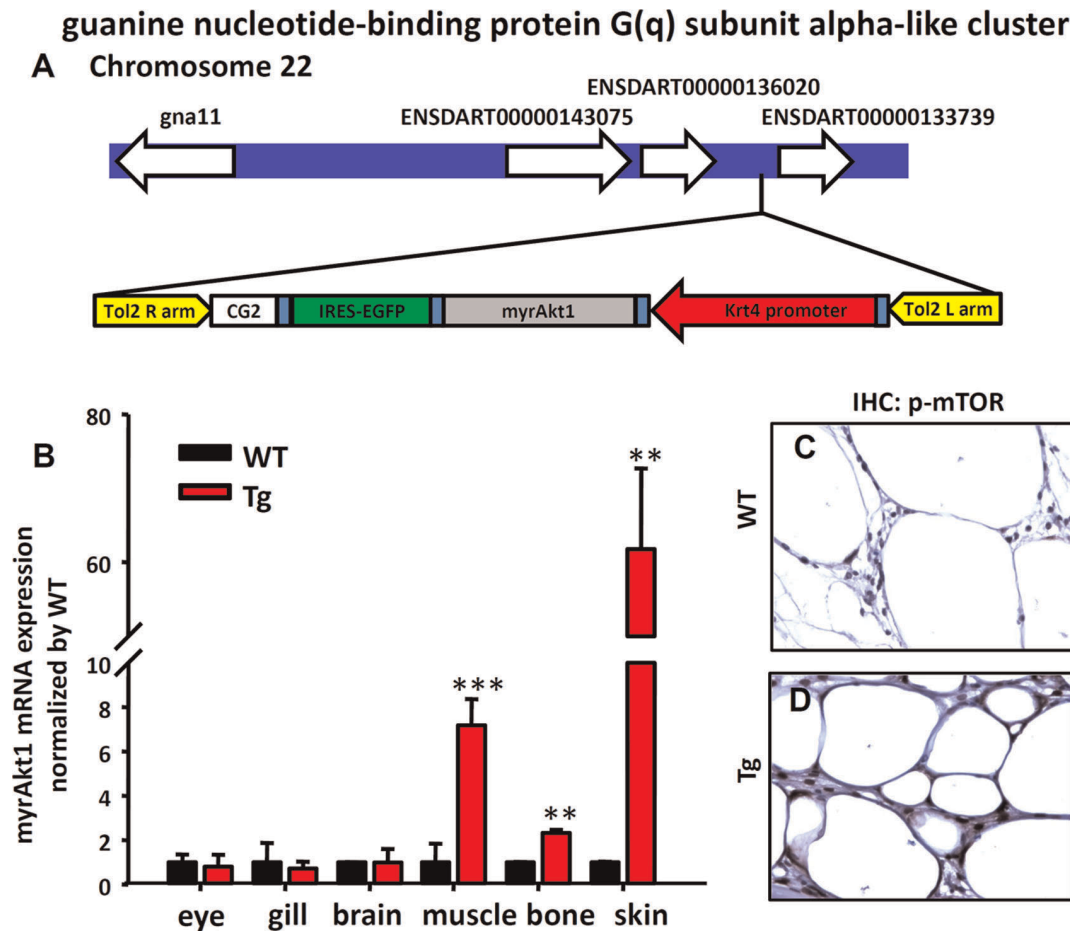 guanine nucleotide-binding protein G(q) subunit alpha-like cluster
A Chromosome 22
ENSDART00000136020
gna11 ENSDART00000143075 ENSDART00000133739
Tol2 R arm CG2 IRES-EGFP myrAkt1 Krt4 promoter Tol2 L arm
B
myrAkt1 mRNA expression
normalized by WT
80
60
10
8
6
4
2
0
WT
Tg
***
**
**
eye gill brain muscle bone skin
IHC: p-mTOR
C
WT
D
Tg